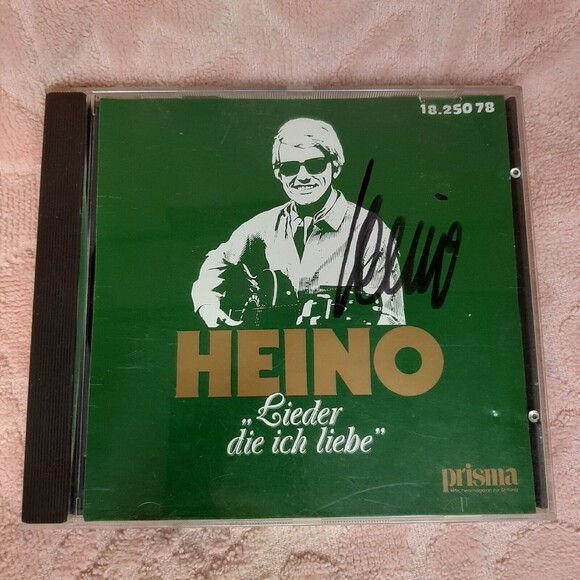 18.250 78
Heino
HEINO
„Lieder
die ich liebe"
prisma